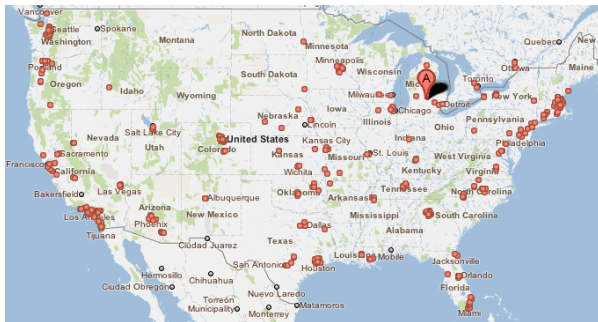 Vancouver
Spokane
Seattle
Washington
Montana
North Dakota
Minnesota
Quebec
New
Ottawa
Maine
Portland
Oregon
Idaho
Wyoming
South Dakota
Minneapolis
Wisconsin
Mich
A
Toronto
Milwau
Detroit
New York
Iowa
Chicago
Nebraska
Illinois
Ohio
Pennsylvania
Lincoln
Philadelphia
Nevada
Salt Lake City
Utah
United States
Colorado
Kansas City
Kansas
Missouri
St. Louis
Indiana
West Virginia
Sacramento
Francisco
California
Kentucky
Virginia
Wichita
Las Vegas
Bakersfield
Albuquerque
Oklahoma
Arkansas
Tennessee
North Carolina
Los Angeles
Arizona
New Mexico
Phoenix
Mississippi
South Carolina
Tijuana
Dallas
Alabama
Ciudad Juarez
Texas
Louisiana
Mobile
Jacksonville
San Antonio
Houston
Orlando
Hermosillo
Chihuahua
Florida
Ciudad Obregón
Nuevo Laredo
Torreón
Municipality
Matamoros
Monterrey
Miami